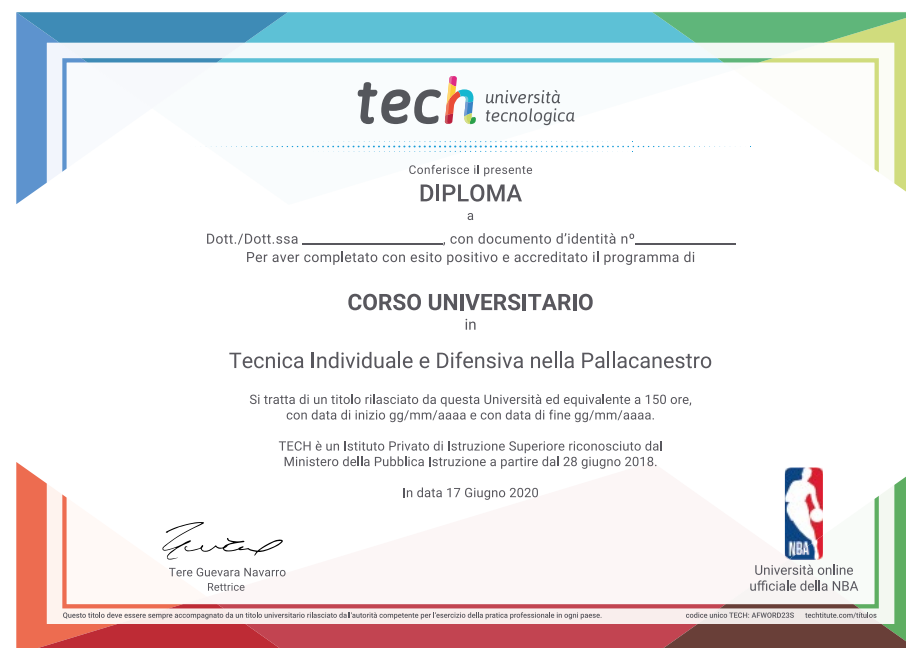 tech università
tecnologica
Conferisce il presente
DIPLOMA
a
Dott./Dott.ssa ____________________, con documento d'identità nº______________
Per aver completato con esito positivo e accreditato il programma di
CORSO UNIVERSITARIO
in
Tecnica Individuale e Difensiva nella Pallacanestro
Si tratta di un titolo rilasciato da questa Università ed equivalente a 150 ore,
con data di inizio gg/mm/aaaa e con data di fine gg/mm/aaaa.
TECH è un Istituto Privato di Istruzione Superiore riconosciuto dal
Ministero della Pubblica Istruzione a partire dal 28 giugno 2018.
In data 17 Giugno 2020
Tere Guevara Navarro
Rettrice
NBA
Università online
ufficiale della NBA
Questo titolo deve essere sempre accompagnato da un titolo universitario rilasciato dall'autorità competente per l'esercizio della pratica professionale in ogni paese.
codice unico TECH: AFWORD23S techtitute.com/titulos